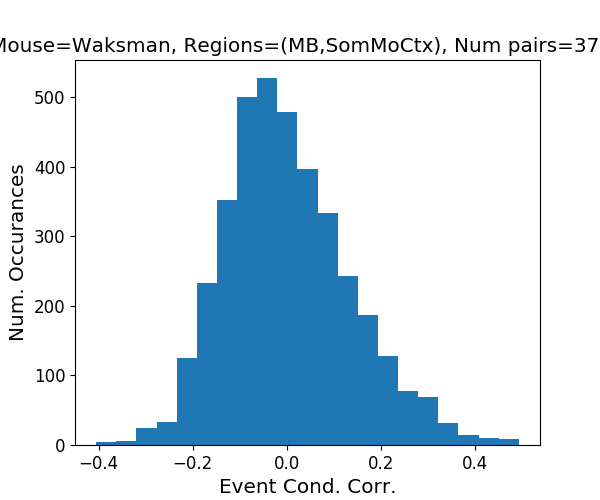 Mouse=Waksman, Regions=(MB,SomMoCtx), Num pairs=37
500
400
300
200
100
0
Num. Occurances
−0.4 −0.2 0.0 0.2 0.4
Event Cond. Corr.